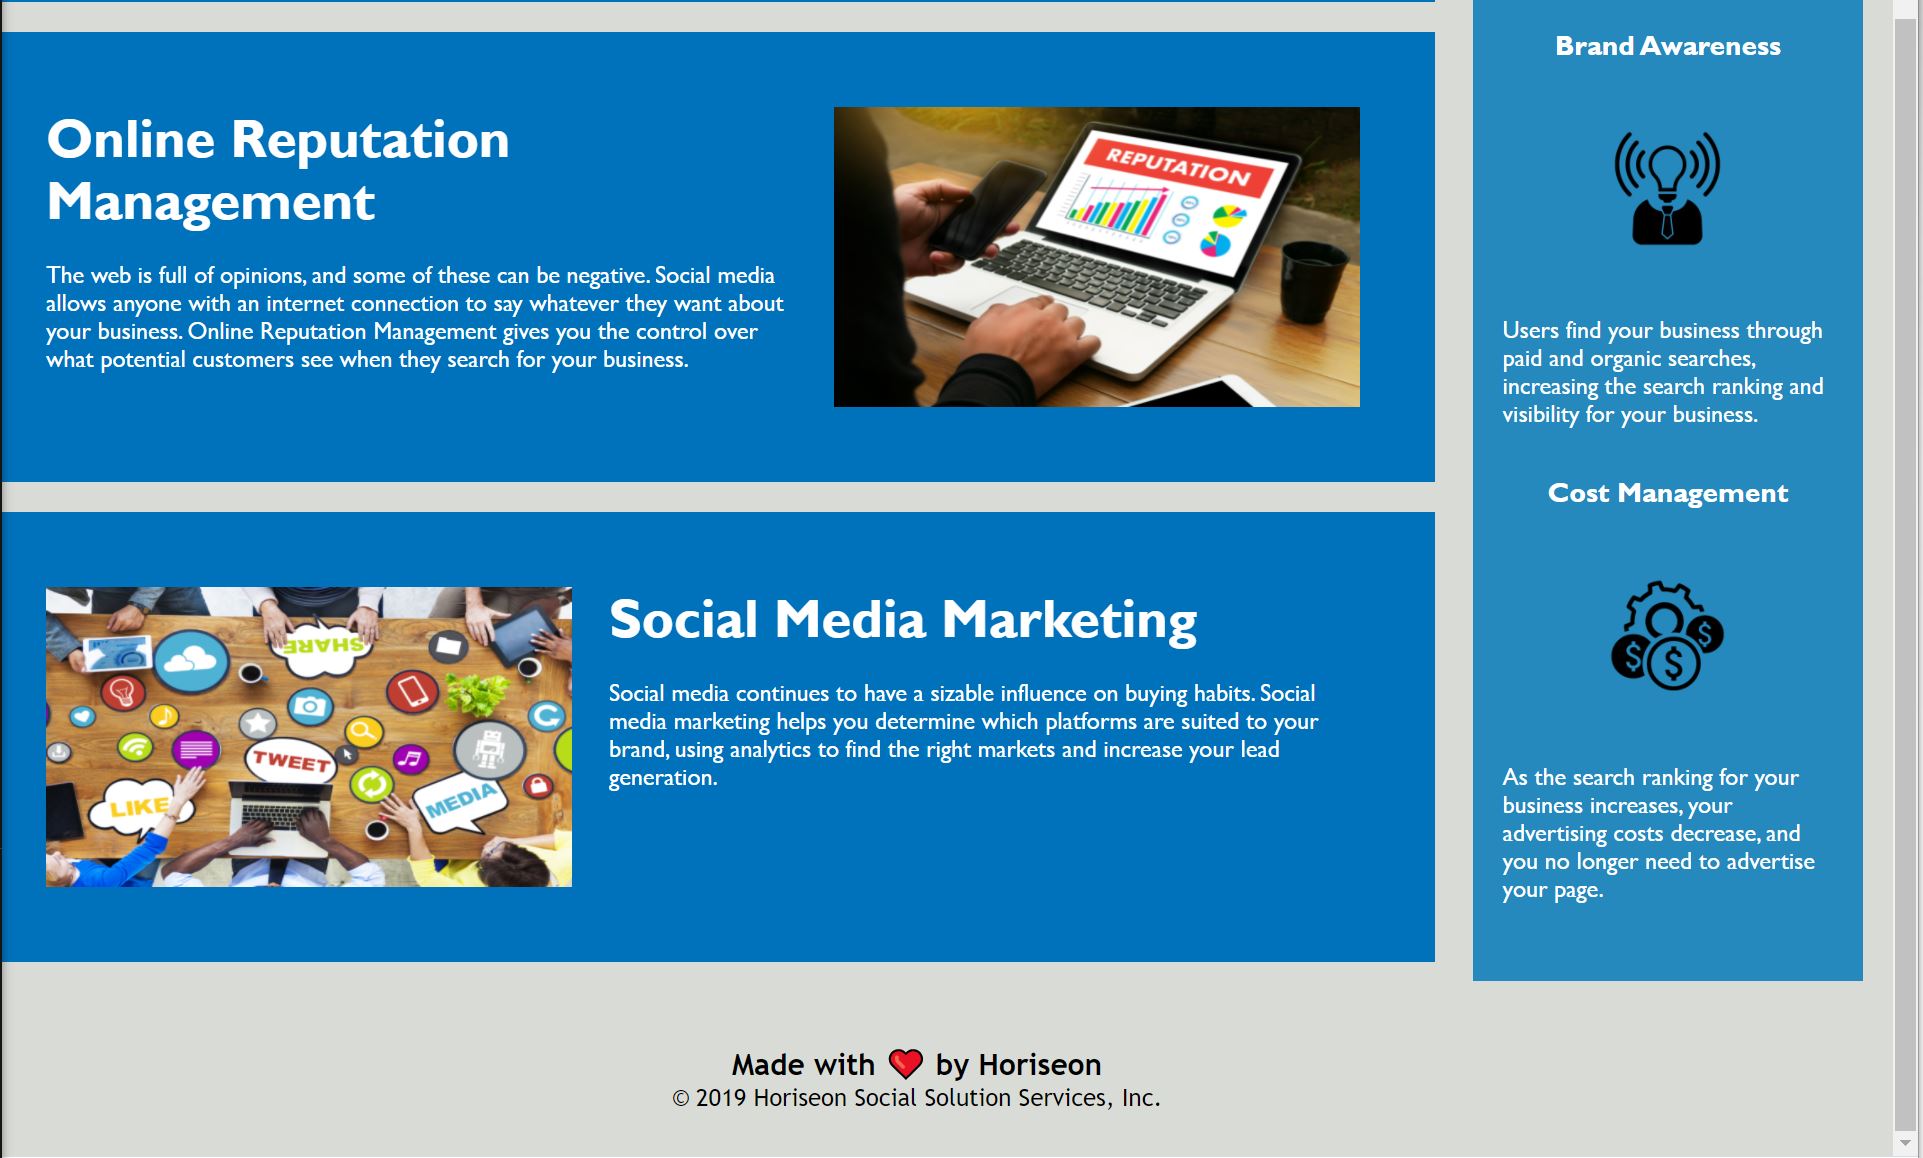 Online Reputation
Management
The web is full of opinions, and some of these can be negative. Social media
allows anyone with an internet connection to say whatever they want about
your business. Online Reputation Management gives you the control over
what potential customers see when they search for your business.
REPUTATION
SHARE
TWEET
LIKE
MEDIA
Social Media Marketing
Social media continues to have a sizable influence on buying habits. Social
media marketing helps you determine which platforms are suited to your
brand, using analytics to find the right markets and increase your lead
generation.
Brand Awareness
Users find your business through
paid and organic searches,
increasing the search ranking and
visibility for your business.
Cost Management
$
$
$
As the search ranking for your
business increases, your
advertising costs decrease, and
you no longer need to advertise
your page.
Made with ❤️ by Horiseon
© 2019 Horiseon Social Solution Services, Inc.